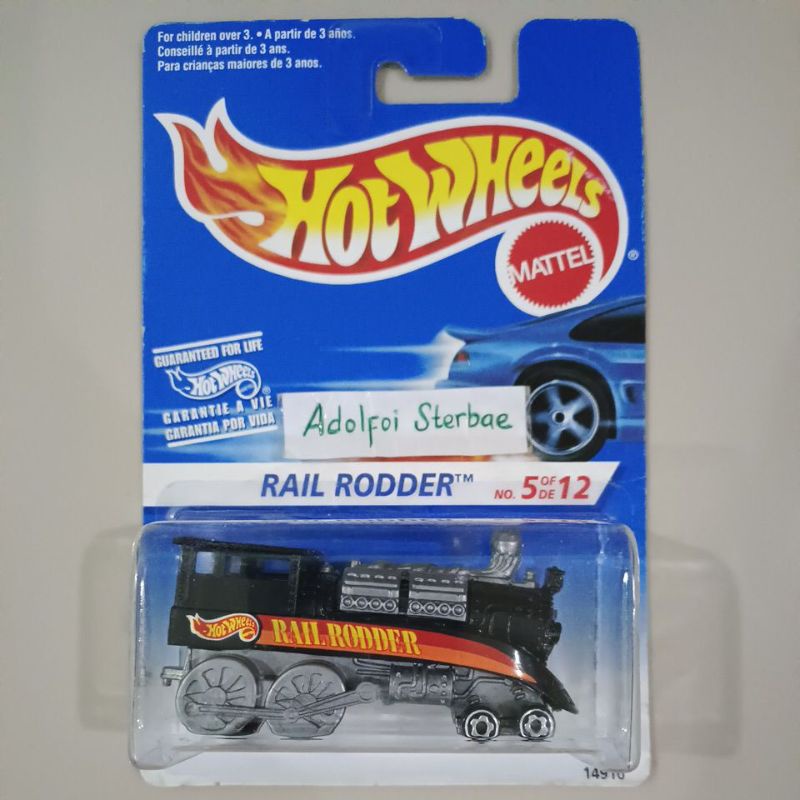 For children over 3. • A partir de 3 años.
Conseillé à partir de 3 ans.
Para crianças maiores de 3 anos.
HOT WHEELS
MATTEL
®
GUARANTEED FOR LIFE
HOT WHEELS ®
GARANTIE A VIE
GARANTIA POR VIDA
Adolfoi Sterbae
RAIL RODDER™ NO. 5 OF DE 12
HOT WHEELS RAIL RODDER